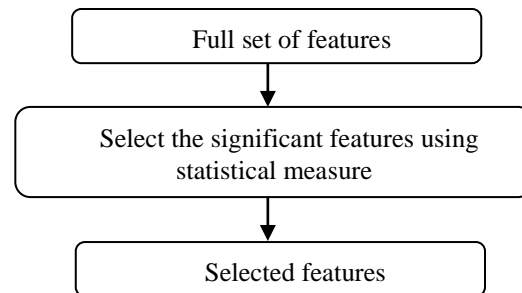 Full set of features
Select the significant features using
statistical measure
Selected features